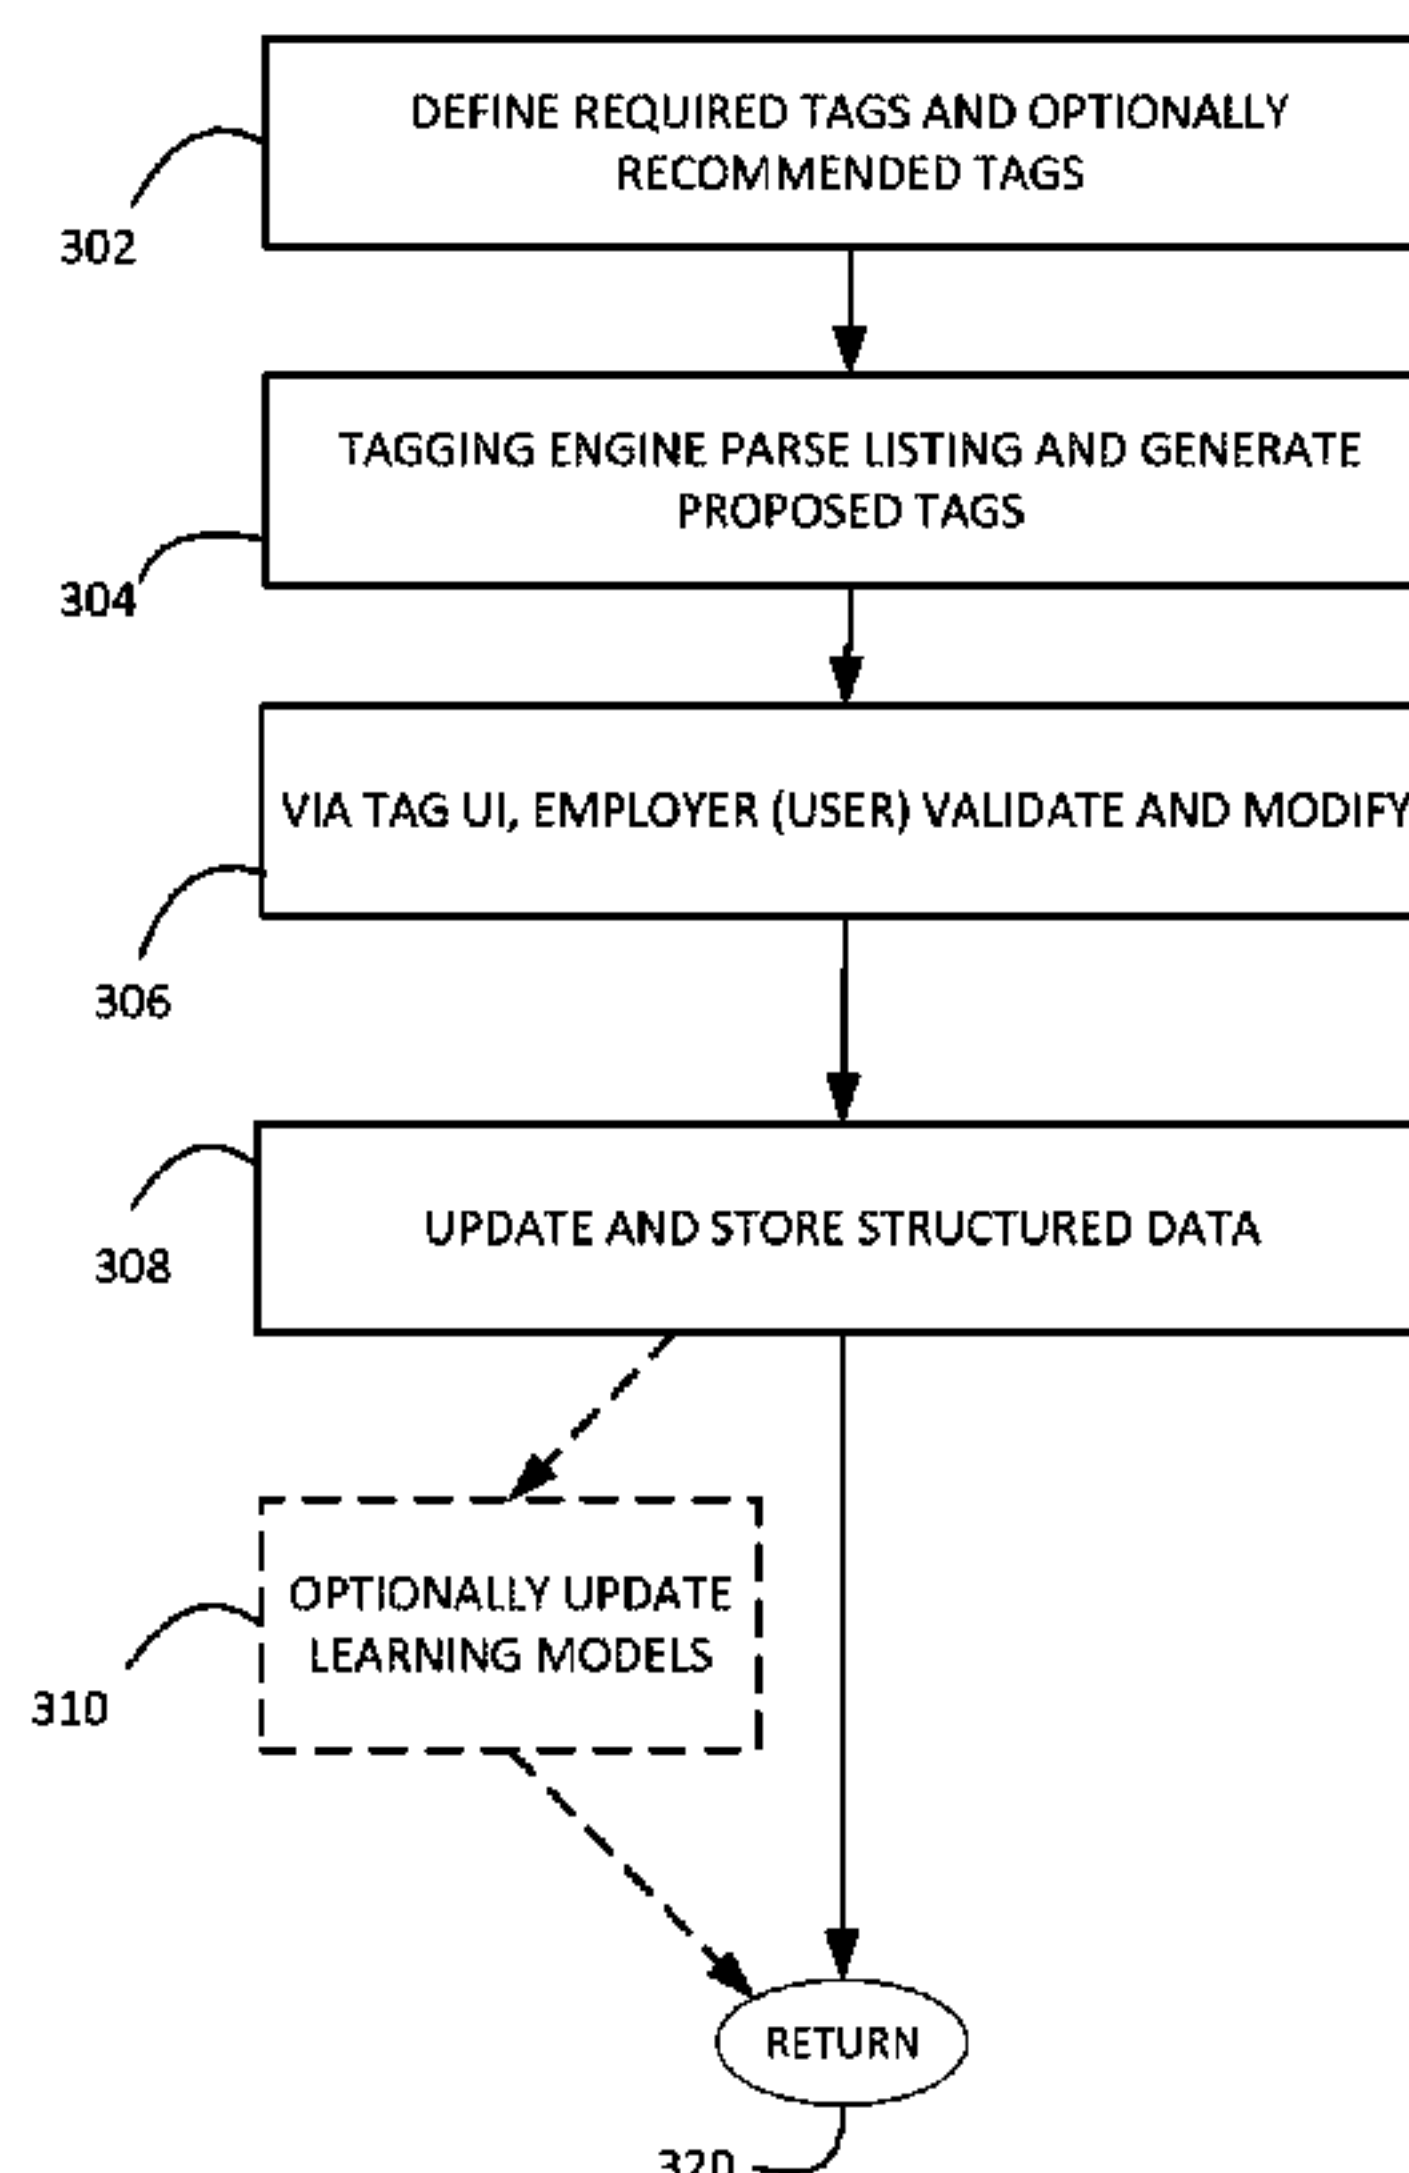 DEFINE REQUIRED TAGS AND OPTIONALLY
RECOMMENDED TAGS
302
TAGGING ENGINE PARSE LISTING AND GENERATE
PROPOSED TAGS
304
VIA TAG UI, EMPLOYER (USER) VALIDATE AND MODIFY
306
UPDATE AND STORE STRUCTURED DATA
308
OPTIONALLY UPDATE
LEARNING MODELS
310
RETURN
320